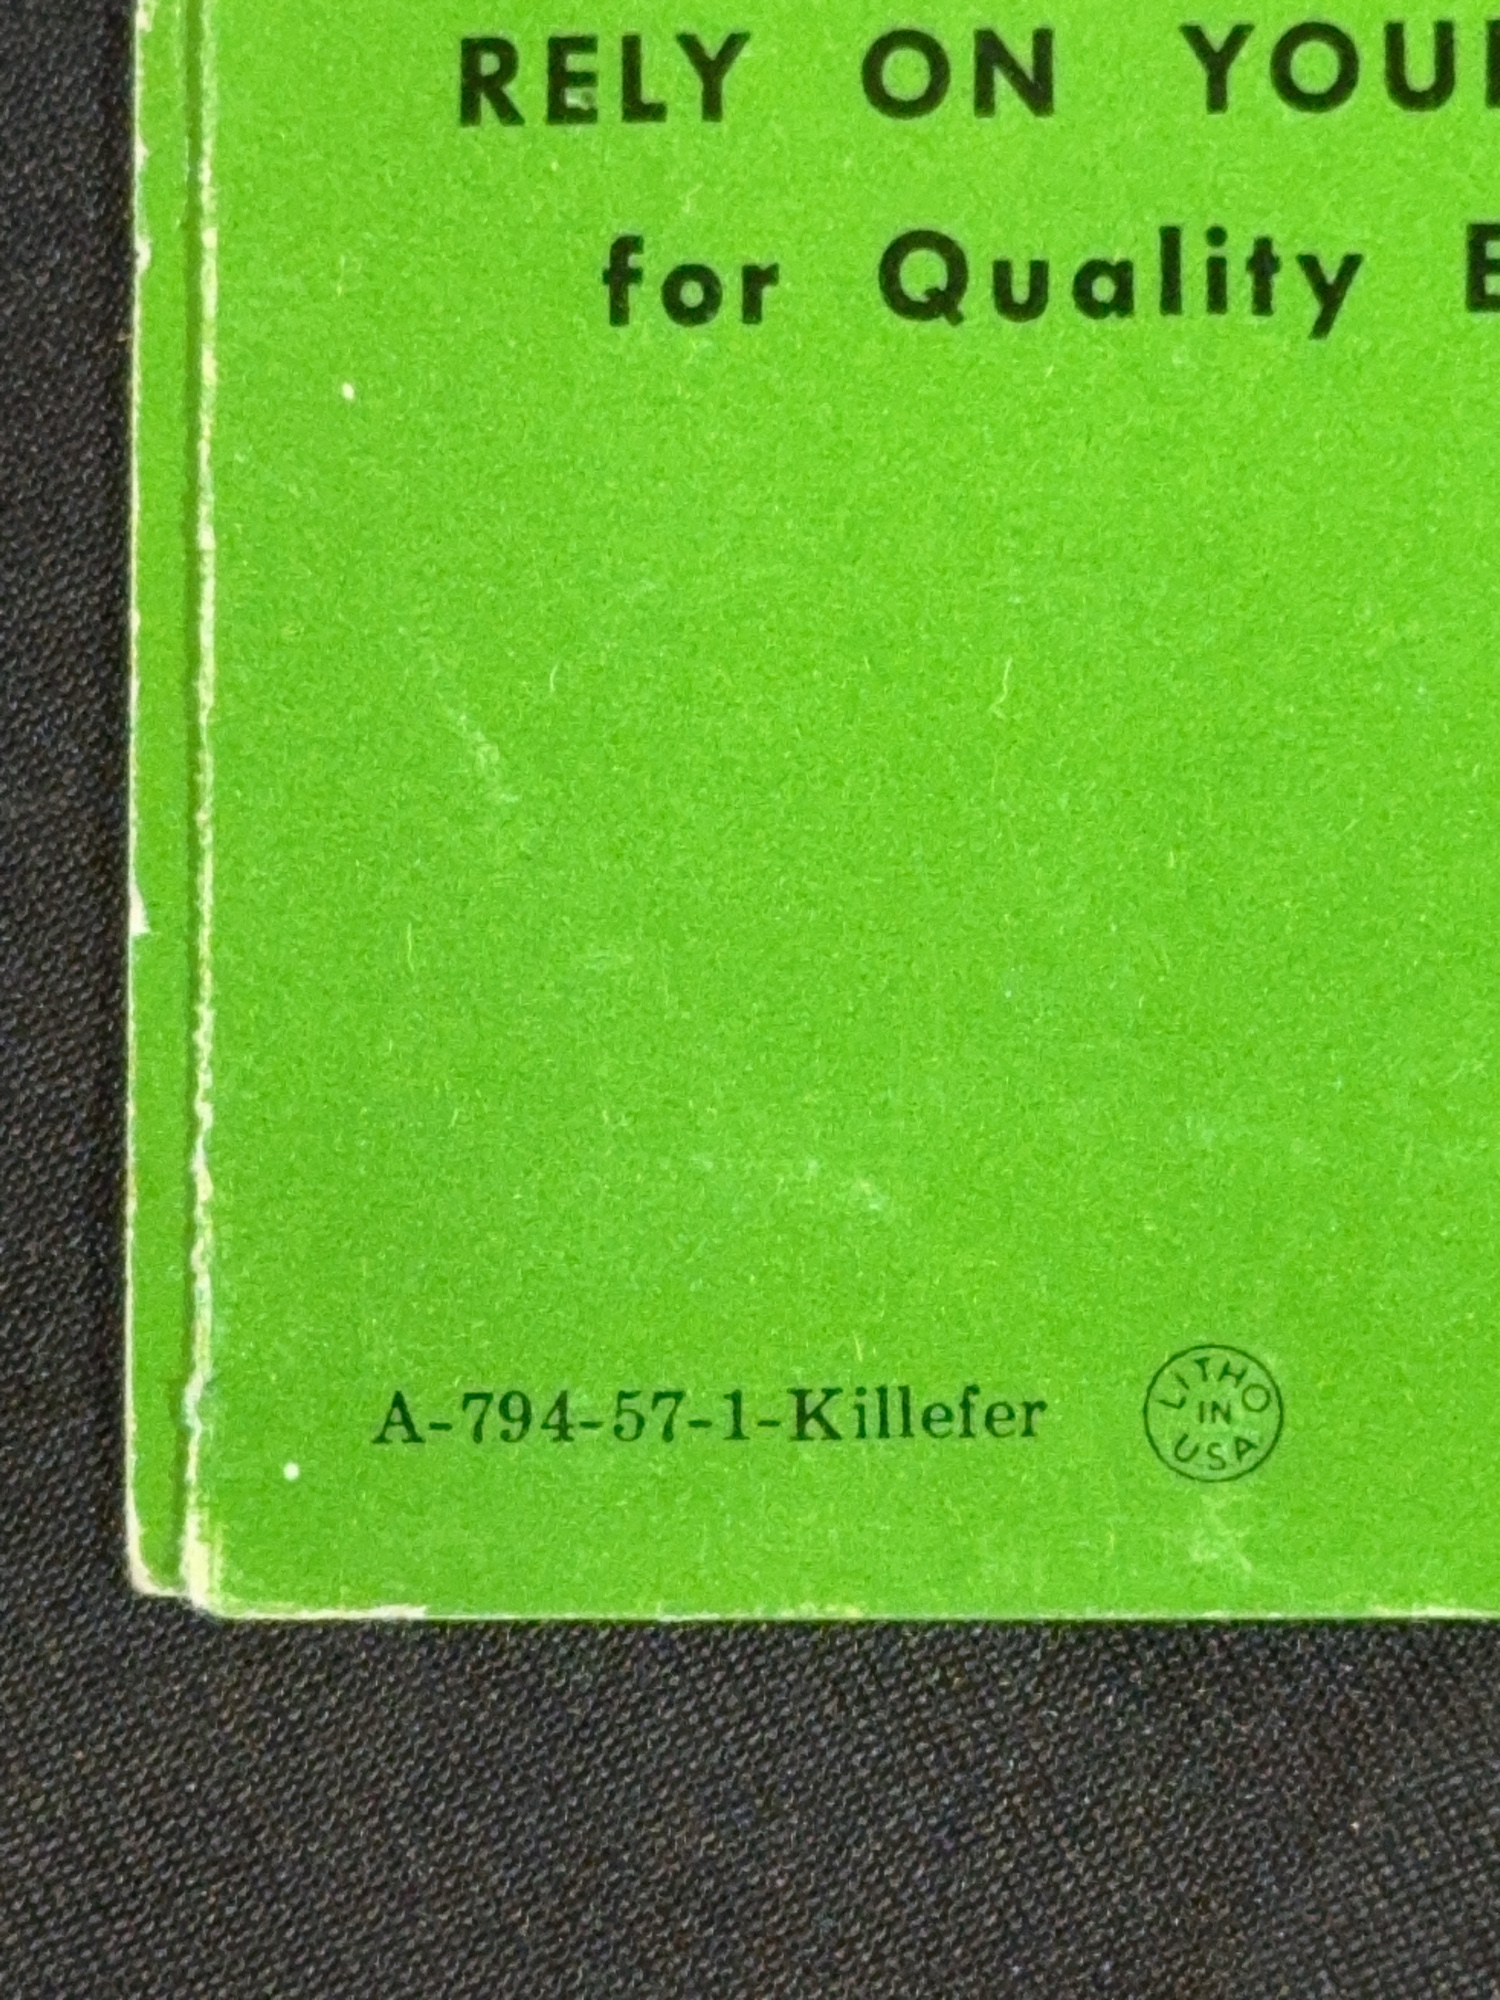 RELY ON YOU
for Quality
A-794-57-1-Killefer
LITHO
IN
USA